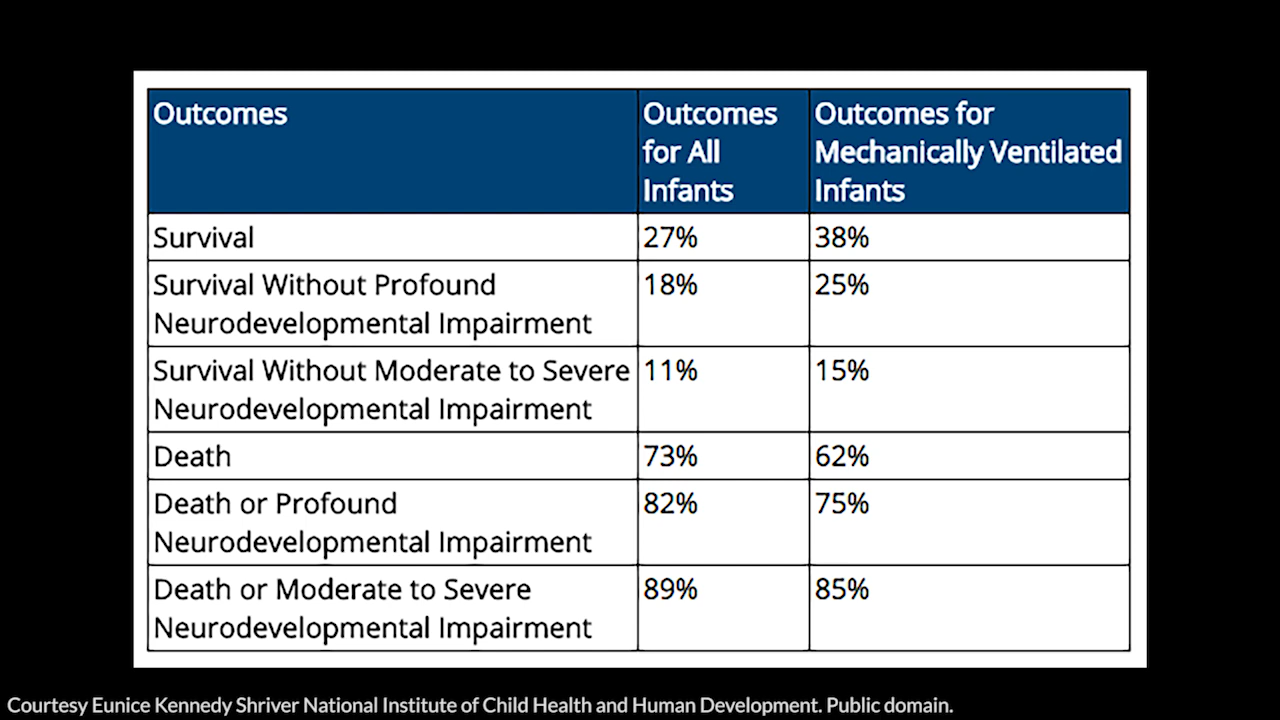 Outcomes
Outcomes for All Infants
Outcomes for Mechanically Ventilated Infants
Survival
27%
38%
Survival Without Profound
Neurodevelopmental Impairment
18%
25%
Survival Without Moderate to Severe
Neurodevelopmental Impairment
11%
15%
Death
73%
62%
Death or Profound
Neurodevelopmental Impairment
82%
75%
Death or Moderate to Severe
Neurodevelopmental Impairment
89%
85%
Courtesy Eunice Kennedy Shriver National Institute of Child Health and Human Development. Public domain.